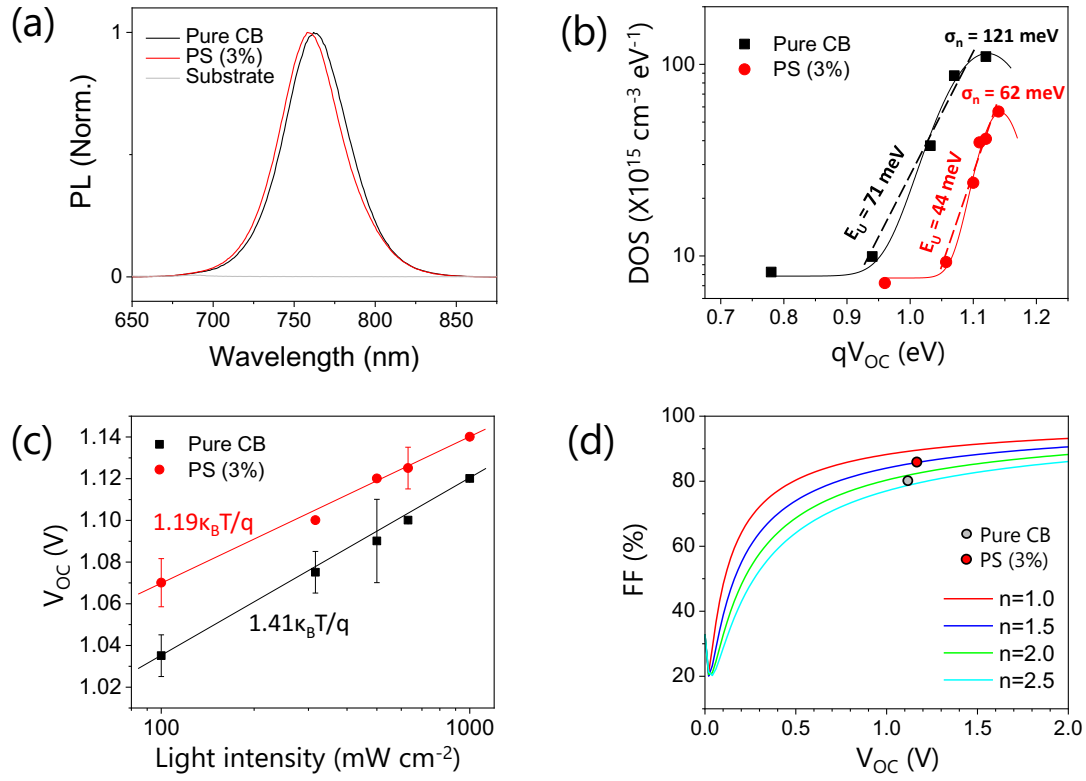 (a)
Pure CB
PS (3%)
Substrate
1
0
PL (Norm.)
650 700 750 800 850
Wavelength (nm)
(b)
Pure CB
PS (3%)
σn = 121 meV
σn = 62 meV
EU = 71 meV
EU = 44 meV
100
10
DOS (X10¹⁵ cm⁻³ eV⁻¹)
0.7 0.8 0.9 1.0 1.1 1.2
qVOC (eV)
(c)
Pure CB
PS (3%)
1.14
1.12
1.10
1.08
1.06
1.04
1.02
VOC (V)
1.19κBT/q
1.41κBT/q
100 1000
Light intensity (mW cm⁻²)
(d)
100
80
60
40
20
FF (%)
Pure CB
PS (3%)
n=1.0
n=1.5
n=2.0
n=2.5
0.0 0.5 1.0 1.5 2.0
VOC (V)